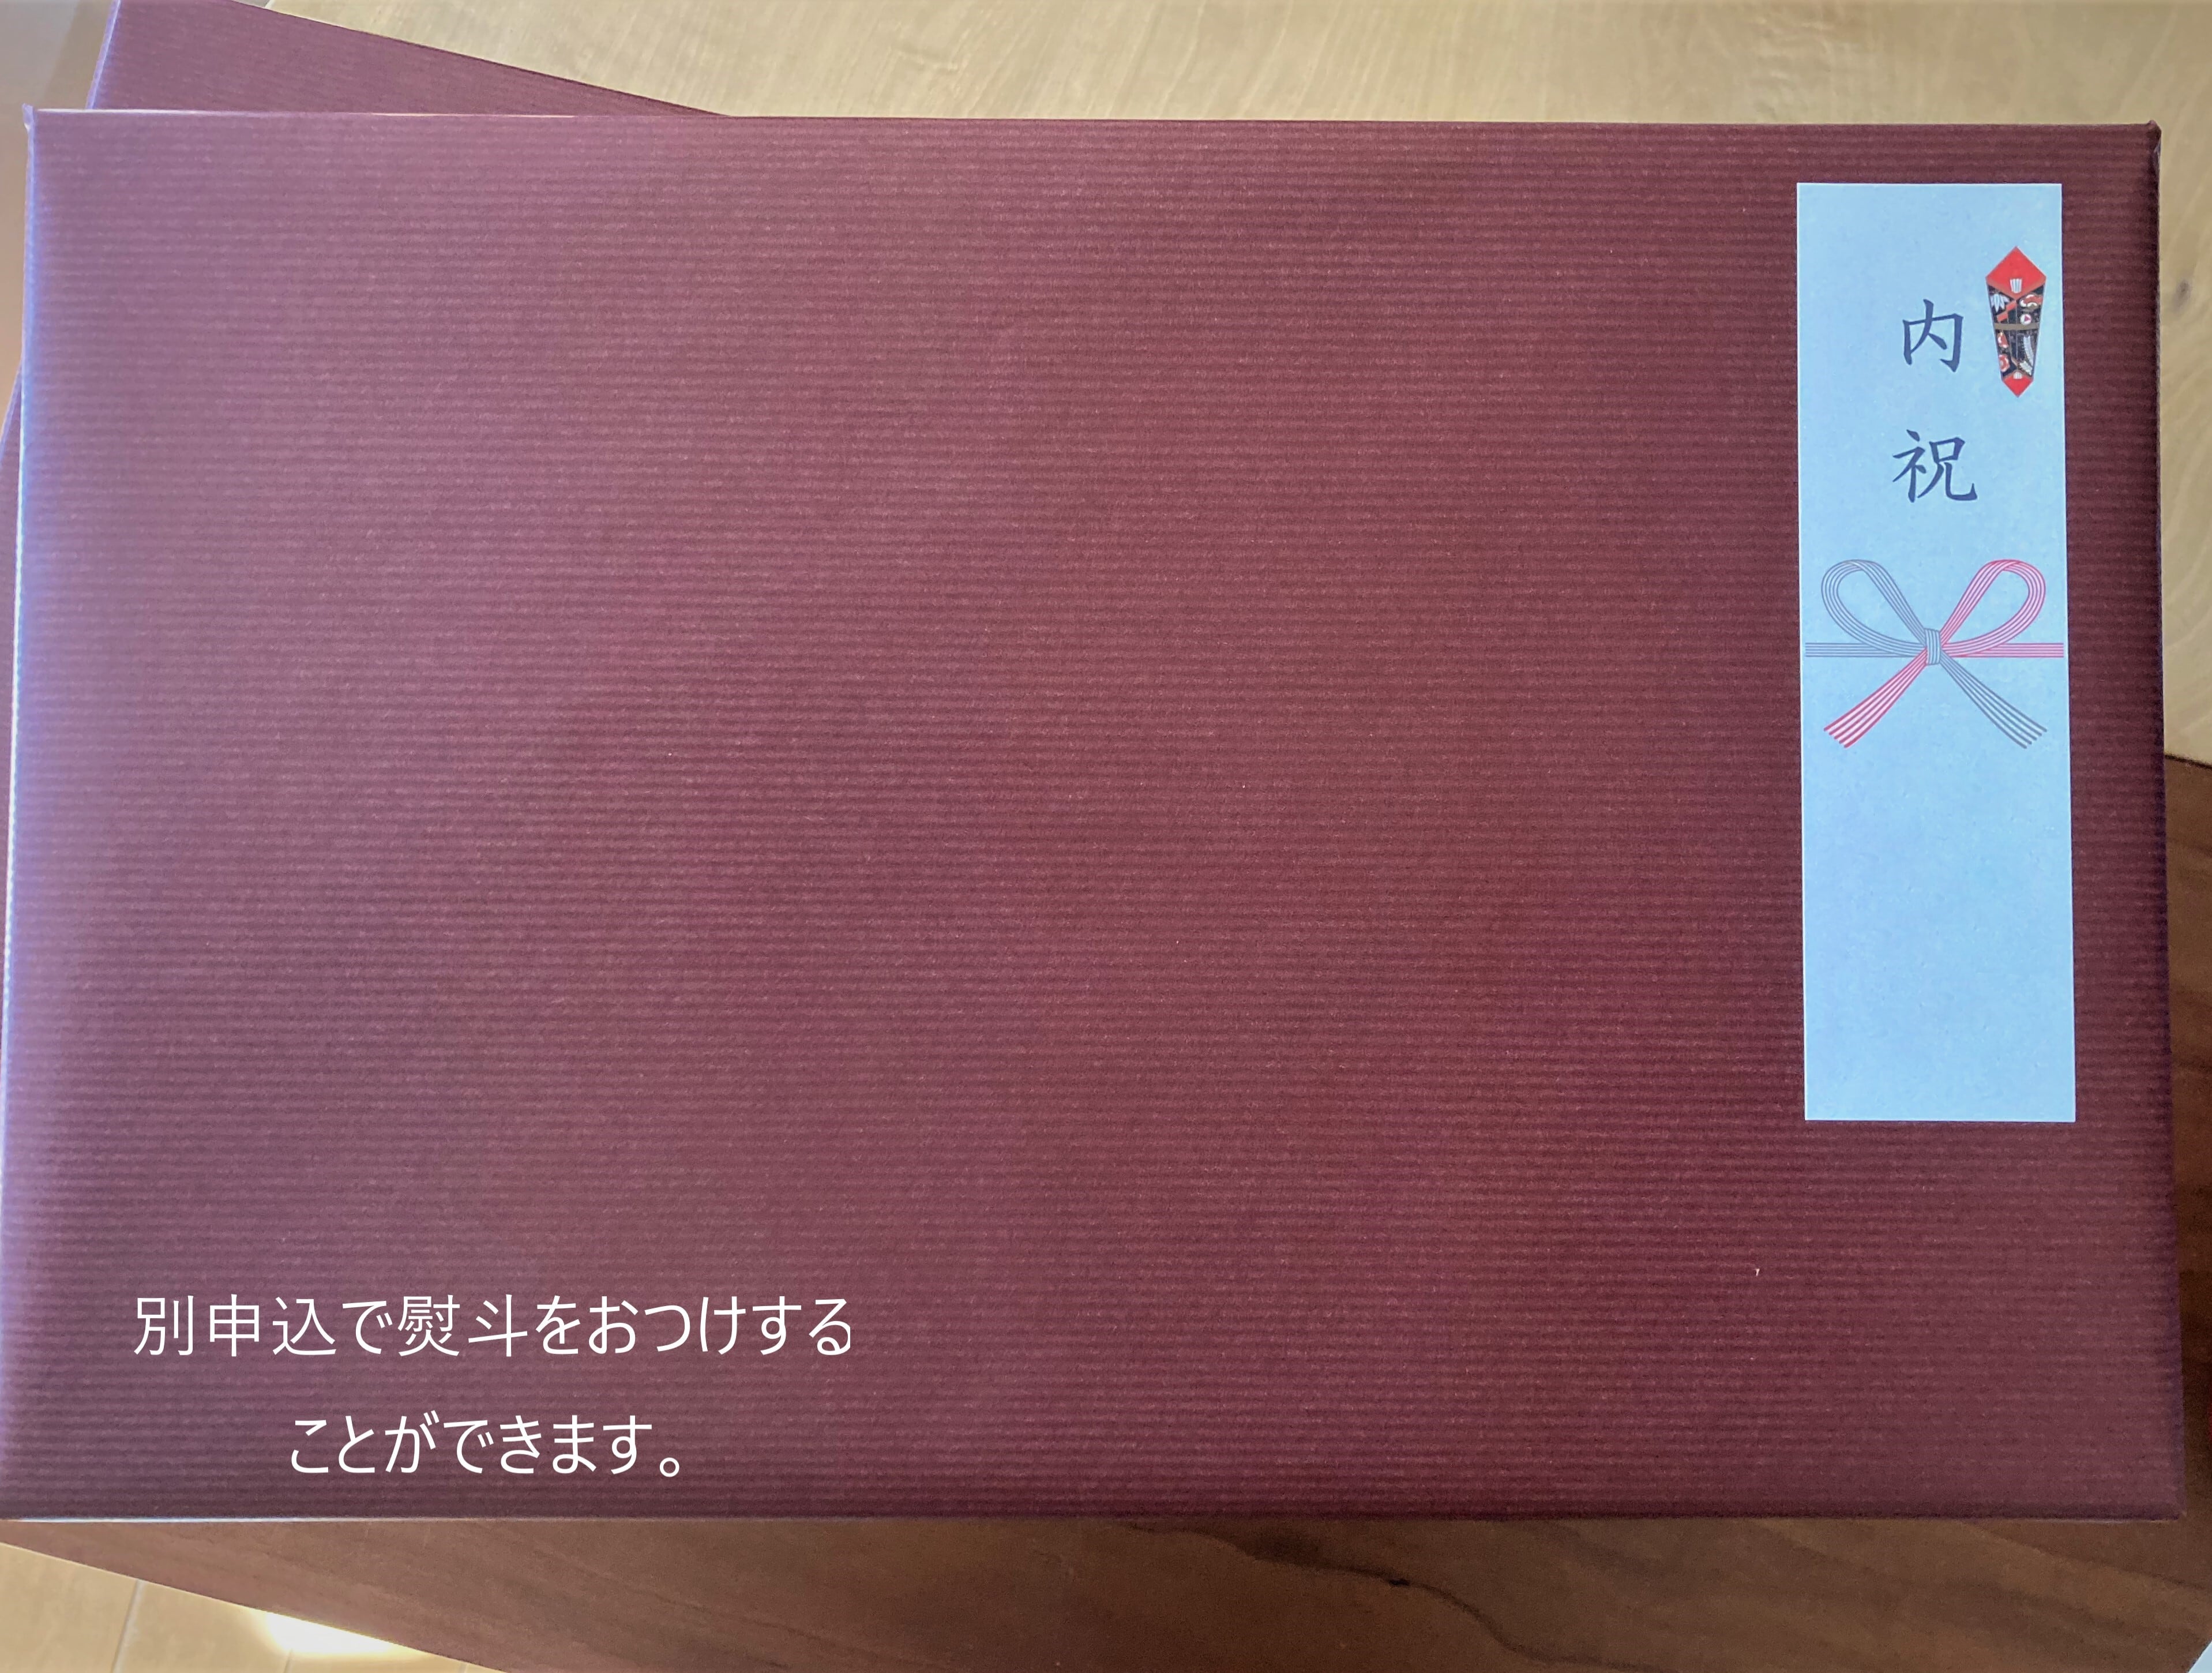 内祝
別申込で熨斗をおつけする
ことができます。